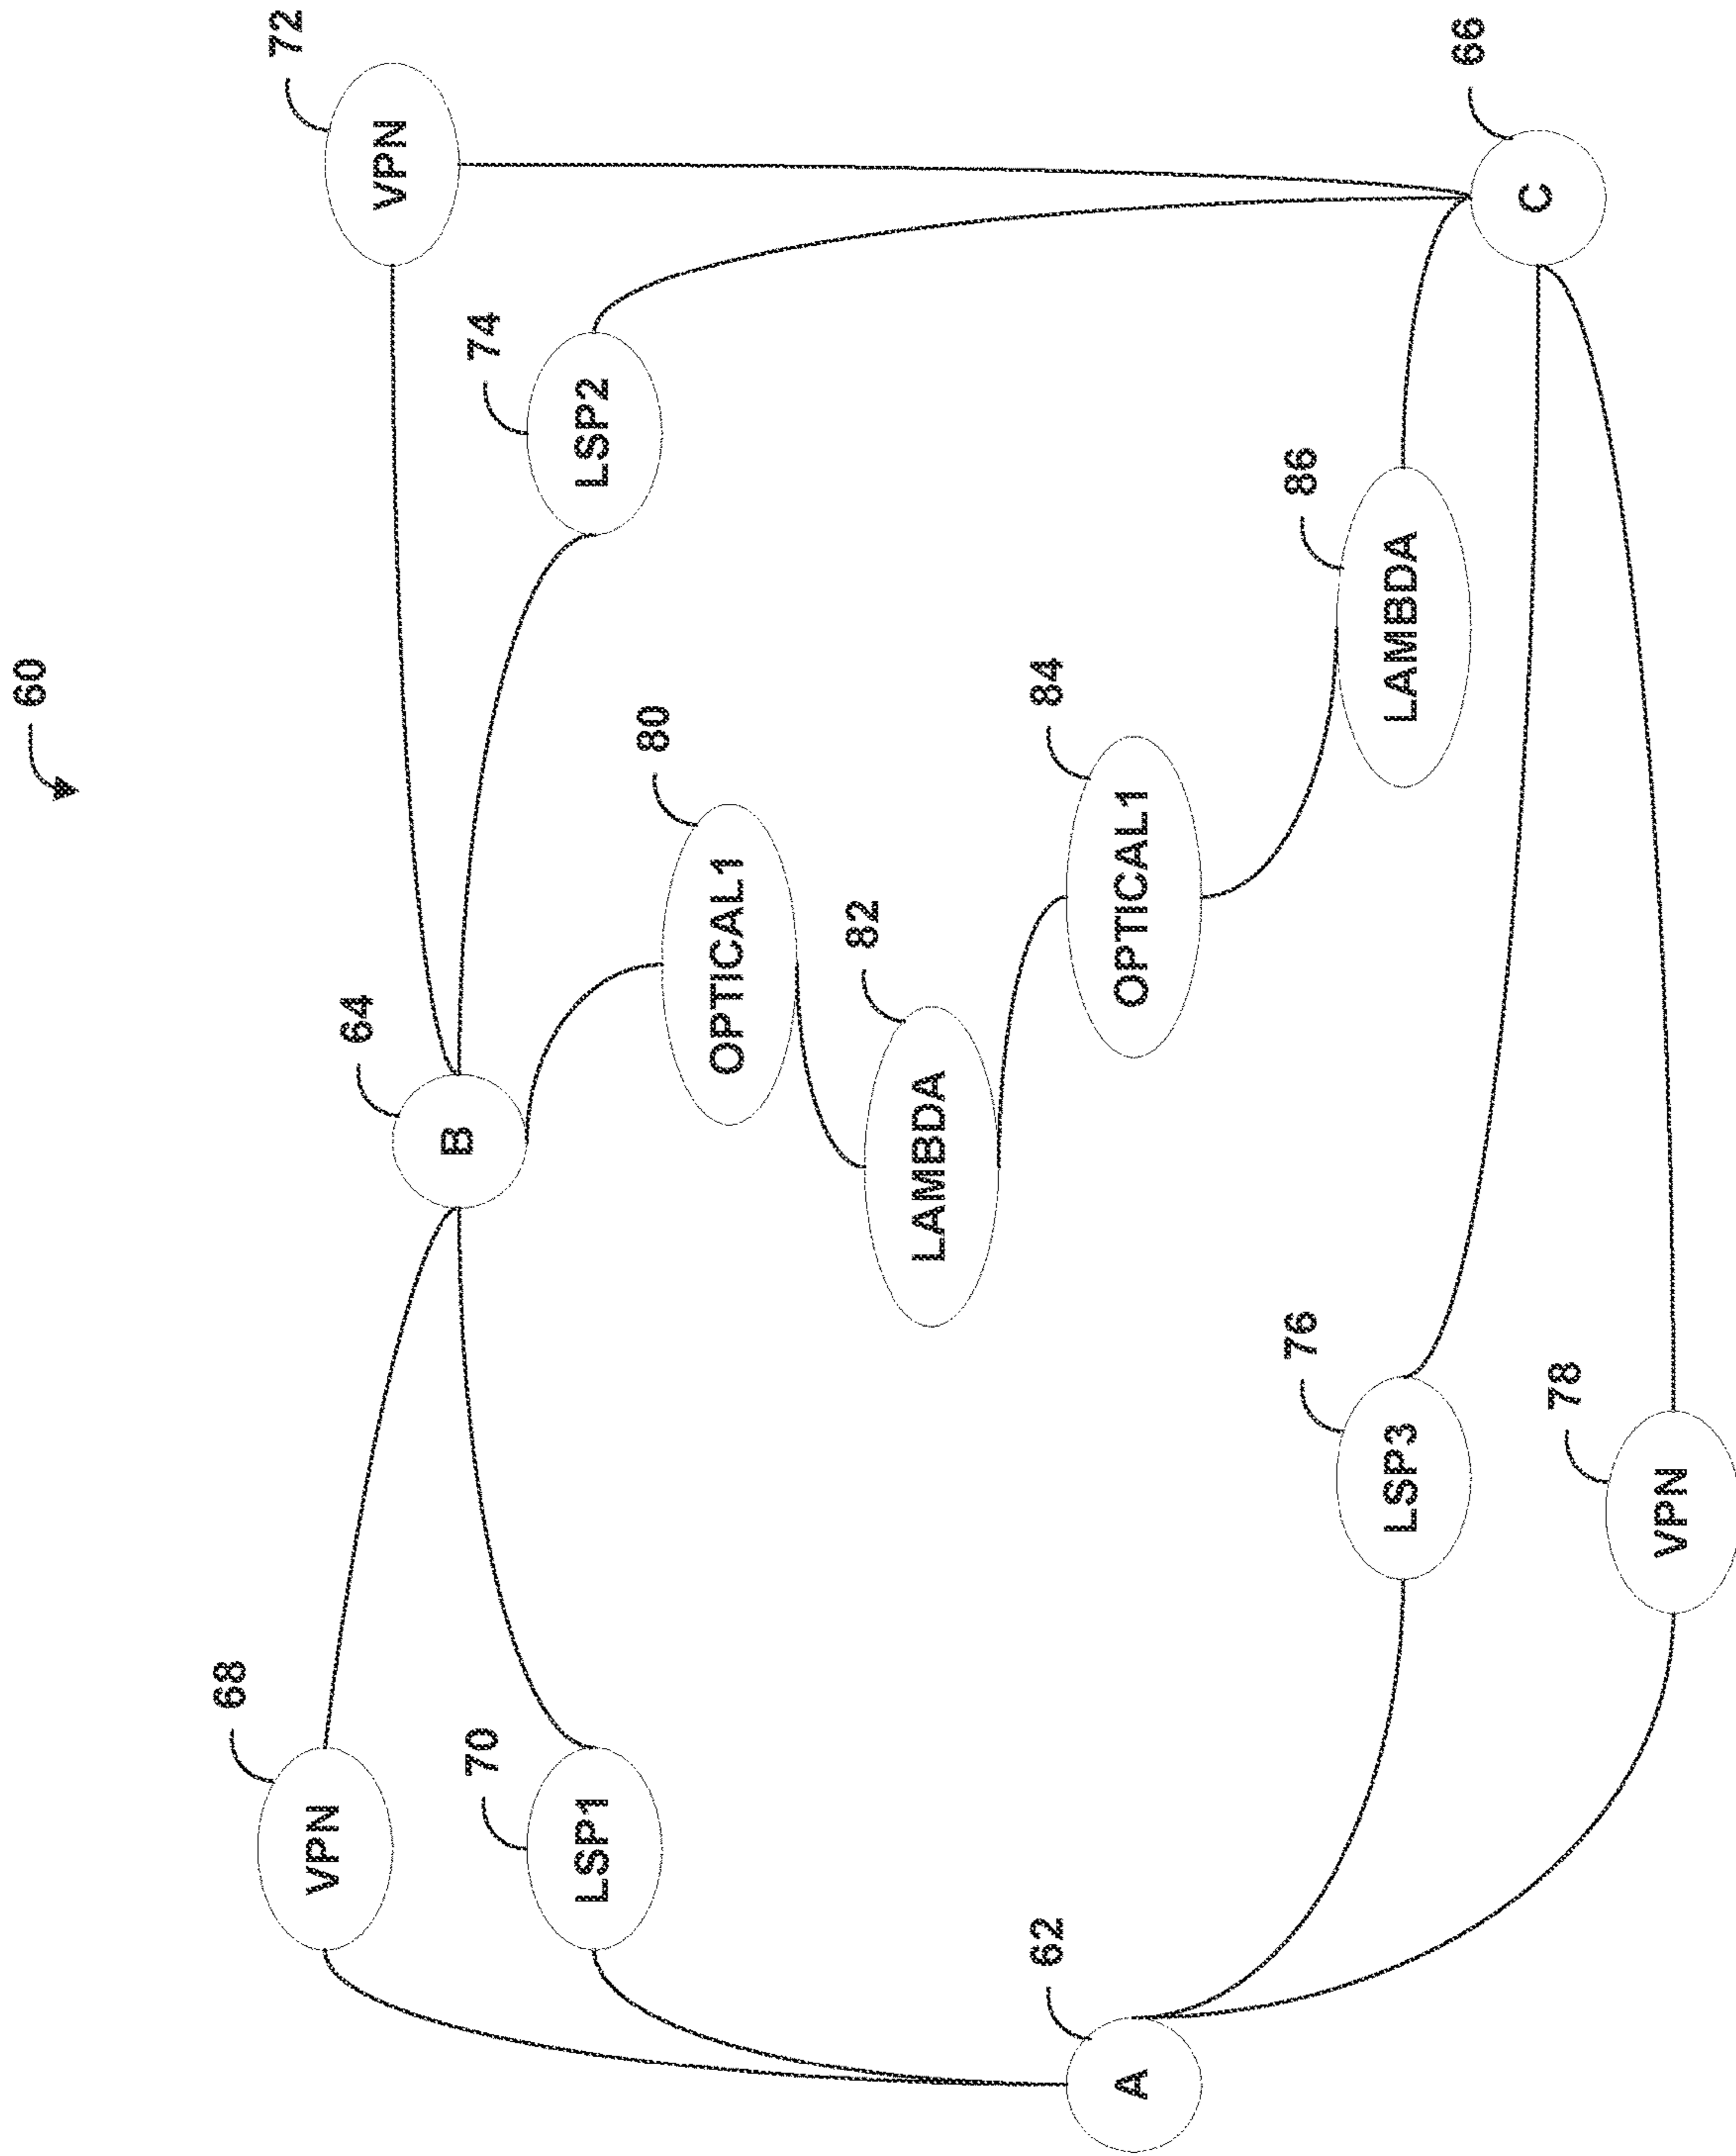 60
72
VPN
68
VPN
64
B
70
LSP1
74
LSP2
80
OPTICAL1
82
LAMBDA
62
A
84
OPTICAL1
76
LSP3
86
LAMBDA
66
C
78
VPN